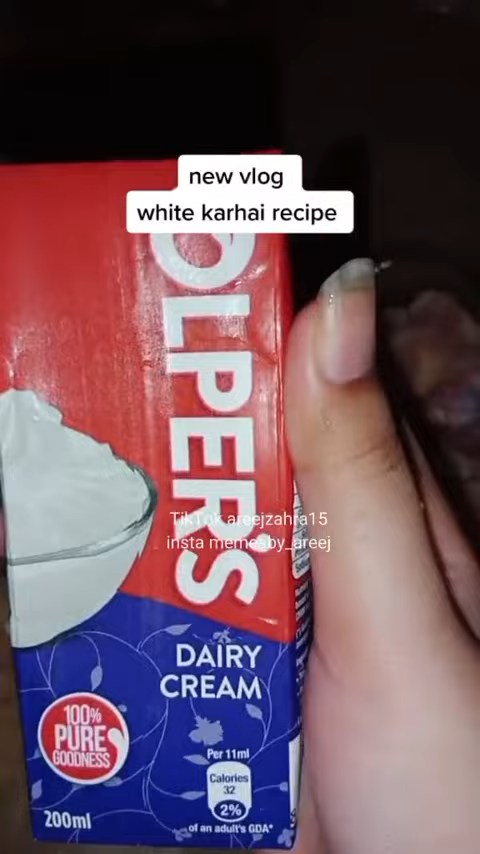 new vlog
white karhai recipe
OLPERS
TikTok areejzahra15
insta memesby_areej
DAIRY
CREAM
100%
PURE
GOODNESS
Per 11ml
Calories
32
2%
of an adult's GDA*
200ml